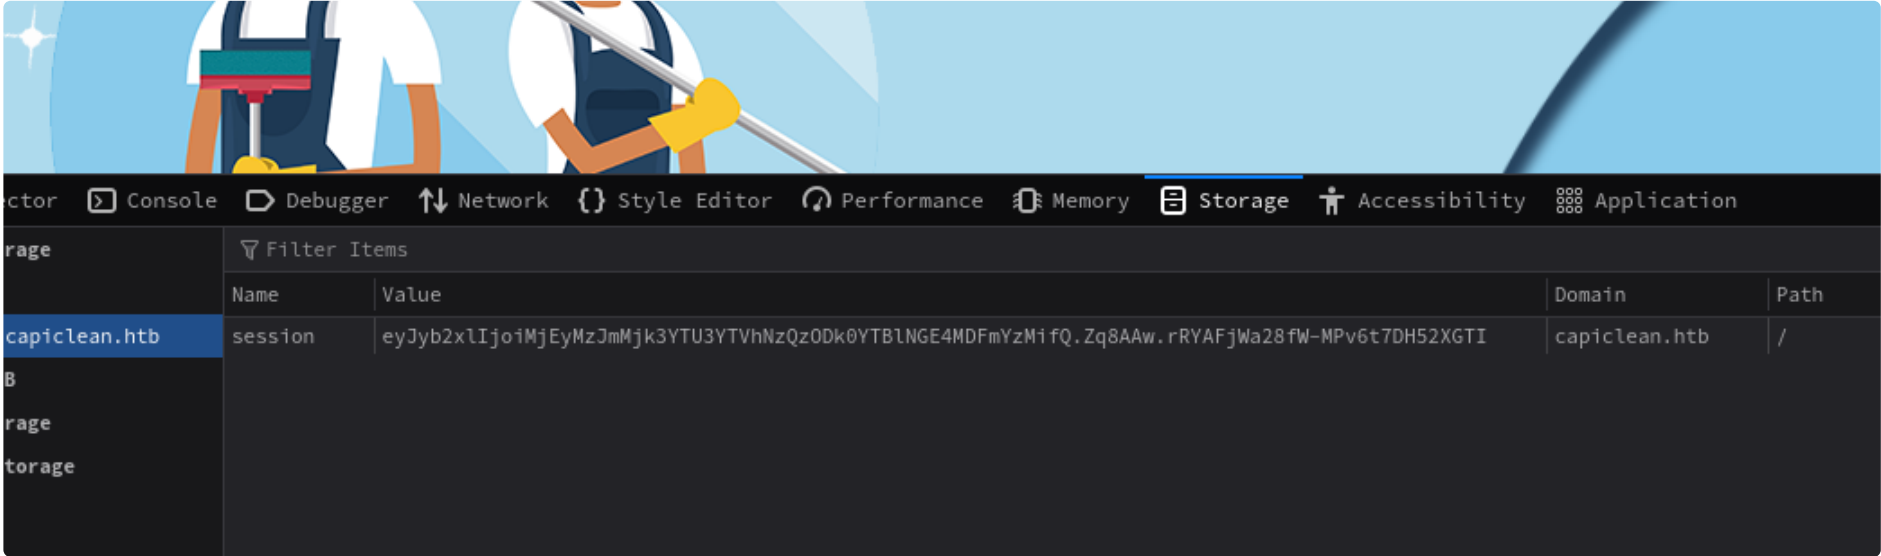 ector Console Debugger Network Style Editor Performance Memory Storage Accessibility Application
rage Filter Items
Name Value Domain Path
capiclean.htb session eyJyb2xlIjoiMjEyMzJmMjk3YTU3YTVhNzQzODk0YTBlNGE4MDFmYzMifQ.Zq8AAw.rRYAFjWa28fW-MPv6t7DH52XGTI capiclean.htb /
B
rage
torage